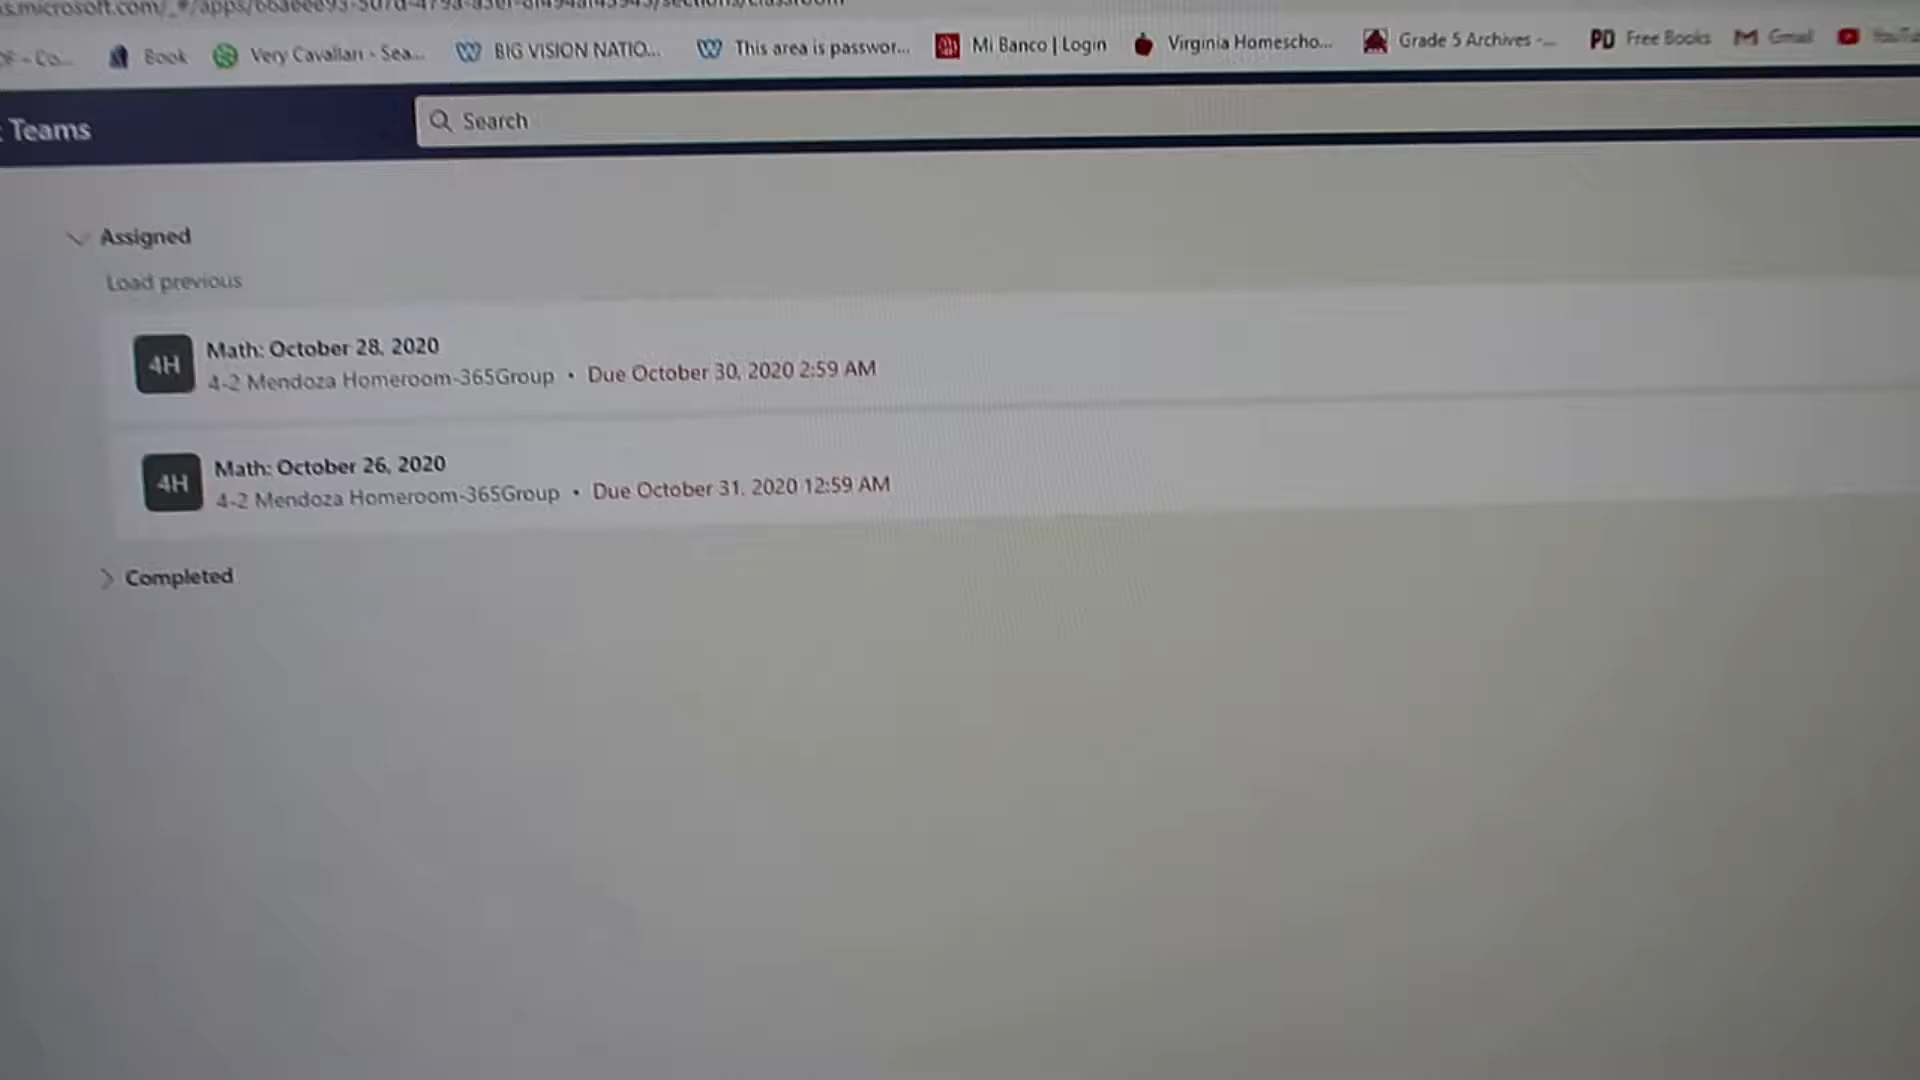 Book
Very Cavallari - Sea...
BIG VISION NATIO...
This area is passwor...
Mi Banco | Login
Virginia Homescho...
Grade 5 Archives -...
PD Free Books
Gmail
Teams
Search
Assigned
Load previous
4H
Math: October 28, 2020
4-2 Mendoza Homeroom-365Group • Due October 30, 2020 2:59 AM
4H
Math: October 26, 2020
4-2 Mendoza Homeroom-365Group • Due October 31, 2020 12:59 AM
Completed